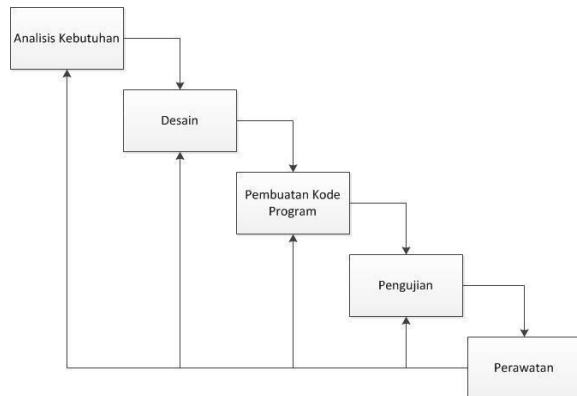 Analisis Kebutuhan
Desain
Pembuatan Kode
Program
Pengujian
Perawatan